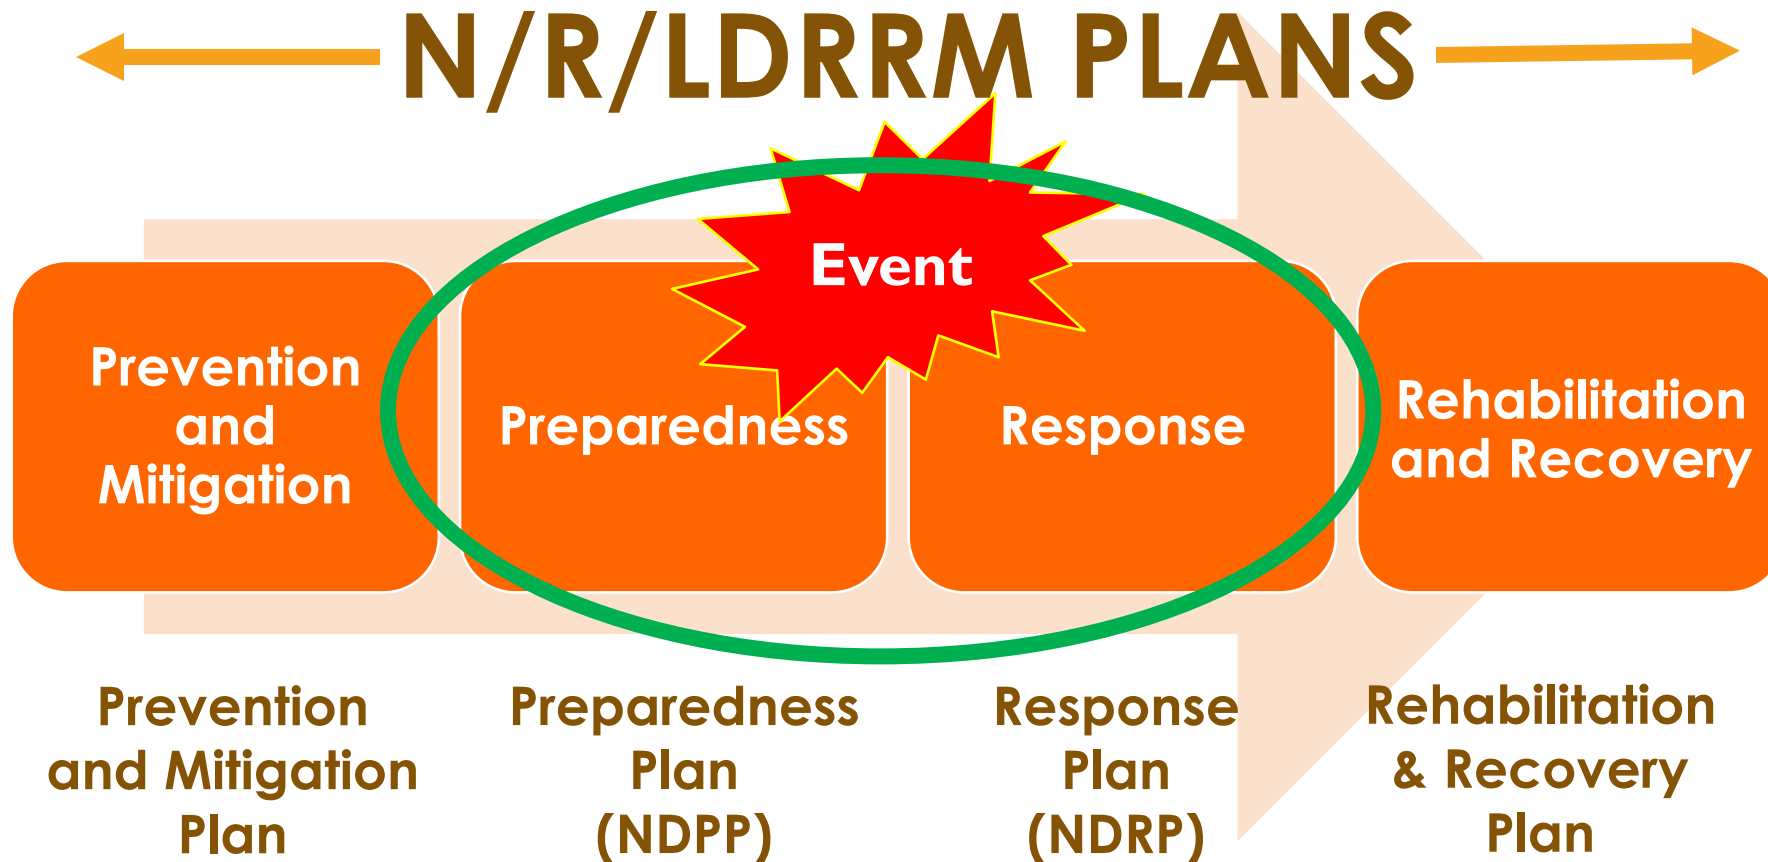 N/R/LDRRM PLANS
Event
Prevention
and
Mitigation
Preparedness
Response
Rehabilitation
and Recovery
Prevention
and Mitigation
Plan
Preparedness
Plan
(NDPP)
Response
Plan
(NDRP)
Rehabilitation
& Recovery
Plan